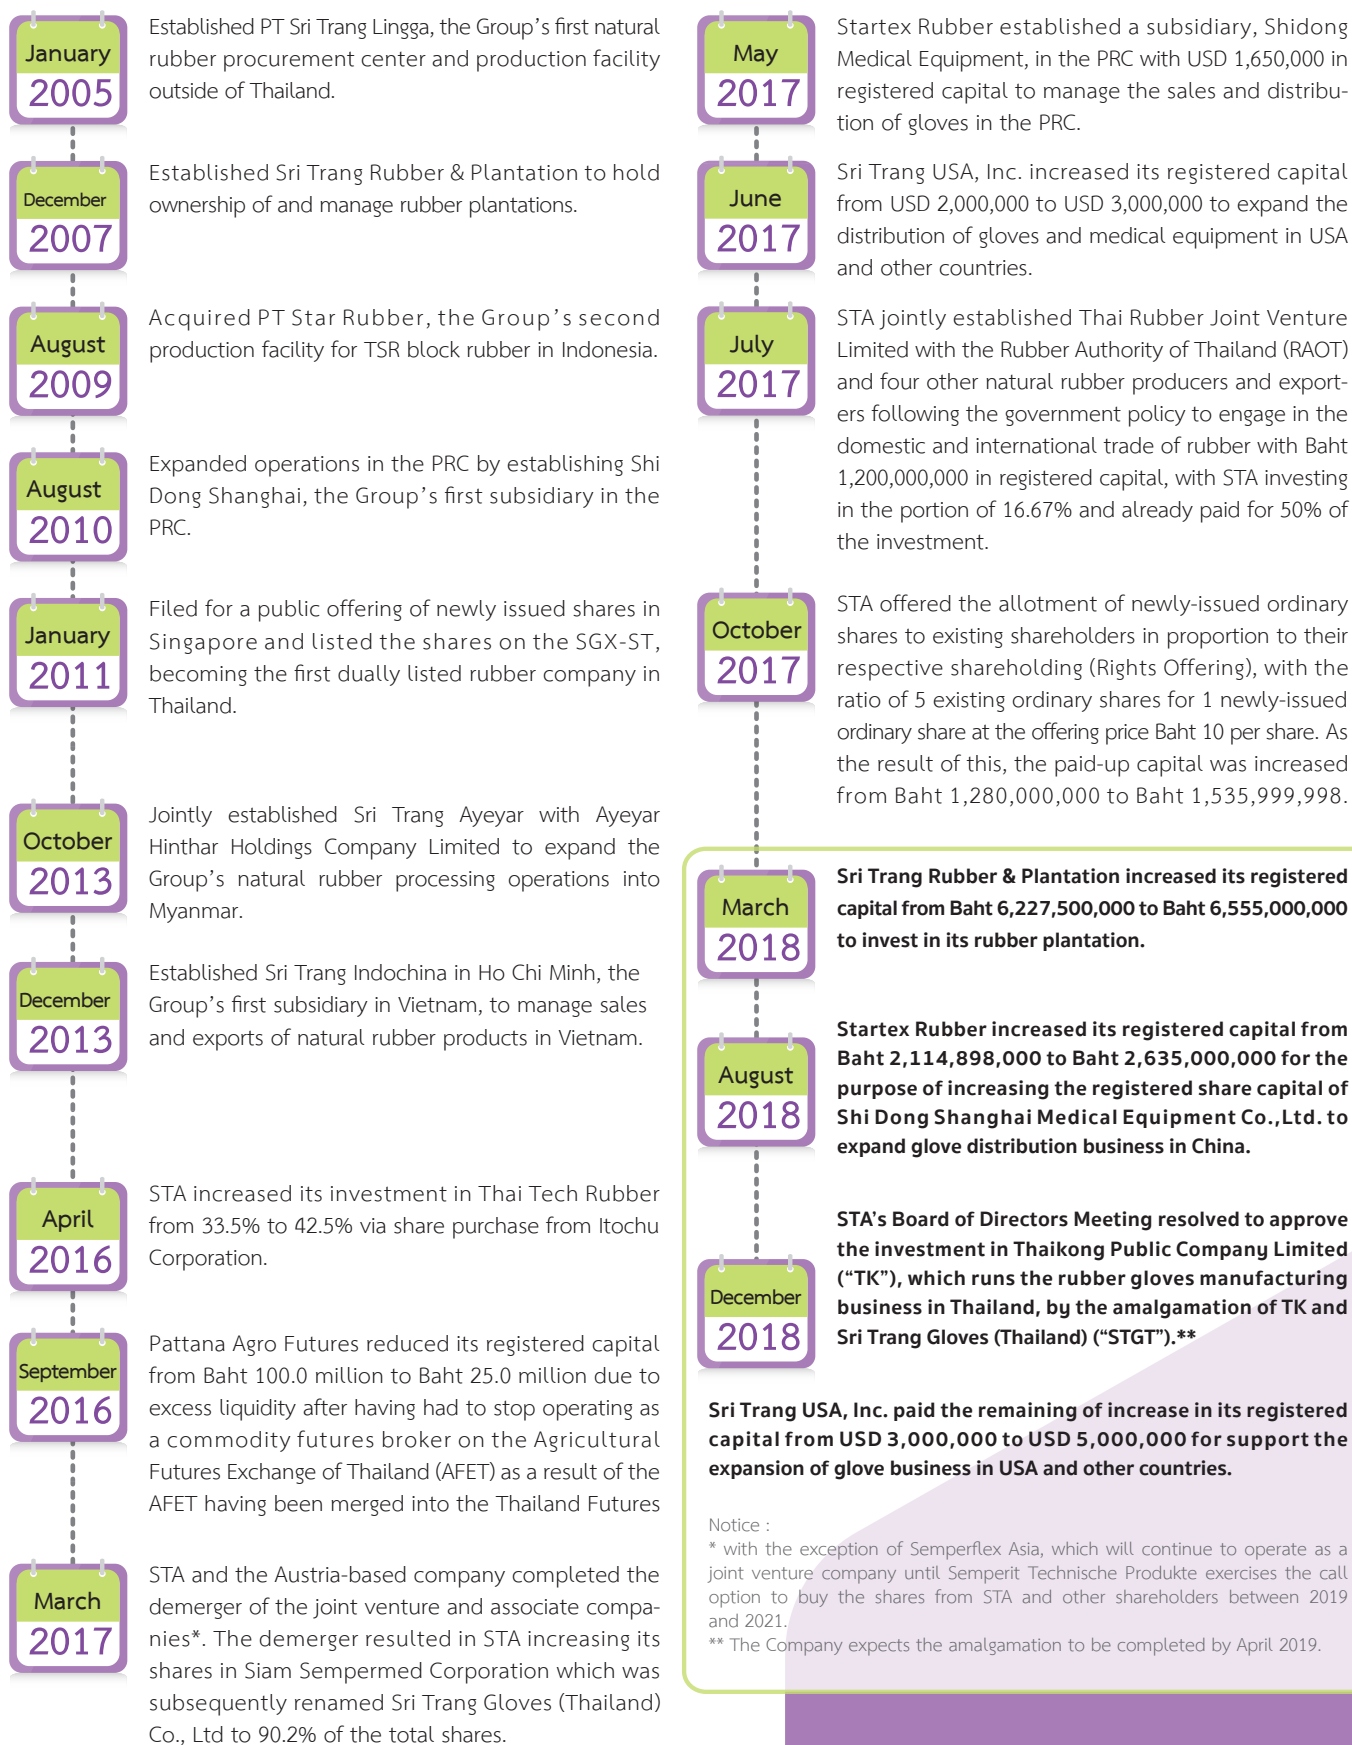 January
2005
Established PT Sri Trang Lingga, the Group's first natural
rubber procurement center and production facility
outside of Thailand.
December
2007
Established Sri Trang Rubber & Plantation to hold
ownership of and manage rubber plantations.
August
2009
Acquired PT Star Rubber, the Group's second
production facility for TSR block rubber in Indonesia.
August
2010
Expanded operations in the PRC by establishing Shi
Dong Shanghai, the Group's first subsidiary in the
PRC.
January
2011
Filed for a public offering of newly issued shares in
Singapore and listed the shares on the SGX-ST,
becoming the first dually listed rubber company in
Thailand.
October
2013
Jointly established Sri Trang Ayeyar with Ayeyar
Hinthar Holdings Company Limited to expand the
Group's natural rubber processing operations into
Myanmar.
December
2013
Established Sri Trang Indochina in Ho Chi Minh, the
Group's first subsidiary in Vietnam, to manage sales
and exports of natural rubber products in Vietnam.
April
2016
STA increased its investment in Thai Tech Rubber
from 33.5% to 42.5% via share purchase from Itochu
Corporation.
September
2016
Pattana Agro Futures reduced its registered capital
from Baht 100.0 million to Baht 25.0 million due to
excess liquidity after having had to stop operating as
a commodity futures broker on the Agricultural
Futures Exchange of Thailand (AFET) as a result of the
AFET having been merged into the Thailand Futures
March
2017
STA and the Austria-based company completed the
demerger of the joint venture and associate compa-
nies*. The demerger resulted in STA increasing its
shares in Siam Sempermed Corporation which was
subsequently renamed Sri Trang Gloves (Thailand)
Co., Ltd to 90.2% of the total shares.
May
2017
Startex Rubber established a subsidiary, Shidong
Medical Equipment, in the PRC with USD 1,650,000 in
registered capital to manage the sales and distribu-
tion of gloves in the PRC.
June
2017
Sri Trang USA, Inc. increased its registered capital
from USD 2,000,000 to USD 3,000,000 to expand the
distribution of gloves and medical equipment in USA
and other countries.
July
2017
STA jointly established Thai Rubber Joint Venture
Limited with the Rubber Authority of Thailand (RAOT)
and four other natural rubber producers and export-
ers following the government policy to engage in the
domestic and international trade of rubber with Baht
1,200,000,000 in registered capital, with STA investing
in the portion of 16.67% and already paid for 50% of
the investment.
October
2017
STA offered the allotment of newly-issued ordinary
shares to existing shareholders in proportion to their
respective shareholding (Rights Offering), with the
ratio of 5 existing ordinary shares for 1 newly-issued
ordinary share at the offering price Baht 10 per share. As
the result of this, the paid-up capital was increased
from Baht 1,280,000,000 to Baht 1,535,999,998.
March
2018
Sri Trang Rubber & Plantation increased its registered
capital from Baht 6,227,500,000 to Baht 6,555,000,000
to invest in its rubber plantation.
August
2018
Startex Rubber increased its registered capital from
Baht 2,114,898,000 to Baht 2,635,000,000 for the
purpose of increasing the registered share capital of
Shi Dong Shanghai Medical Equipment Co.,Ltd. to
expand glove distribution business in China.
December
2018
STA's Board of Directors Meeting resolved to approve
the investment in Thaikong Public Company Limited
("TK"), which runs the rubber gloves manufacturing
business in Thailand, by the amalgamation of TK and
Sri Trang Gloves (Thailand) ("STGT").**
Sri Trang USA, Inc. paid the remaining of increase in its registered
capital from USD 3,000,000 to USD 5,000,000 for support the
expansion of glove business in USA and other countries.
Notice :
* with the exception of Semperflex Asia, which will continue to operate as a
joint venture company until Semperit Technische Produkte exercises the call
option to buy the shares from STA and other shareholders between 2019
and 2021.
** The Company expects the amalgamation to be completed by April 2019.